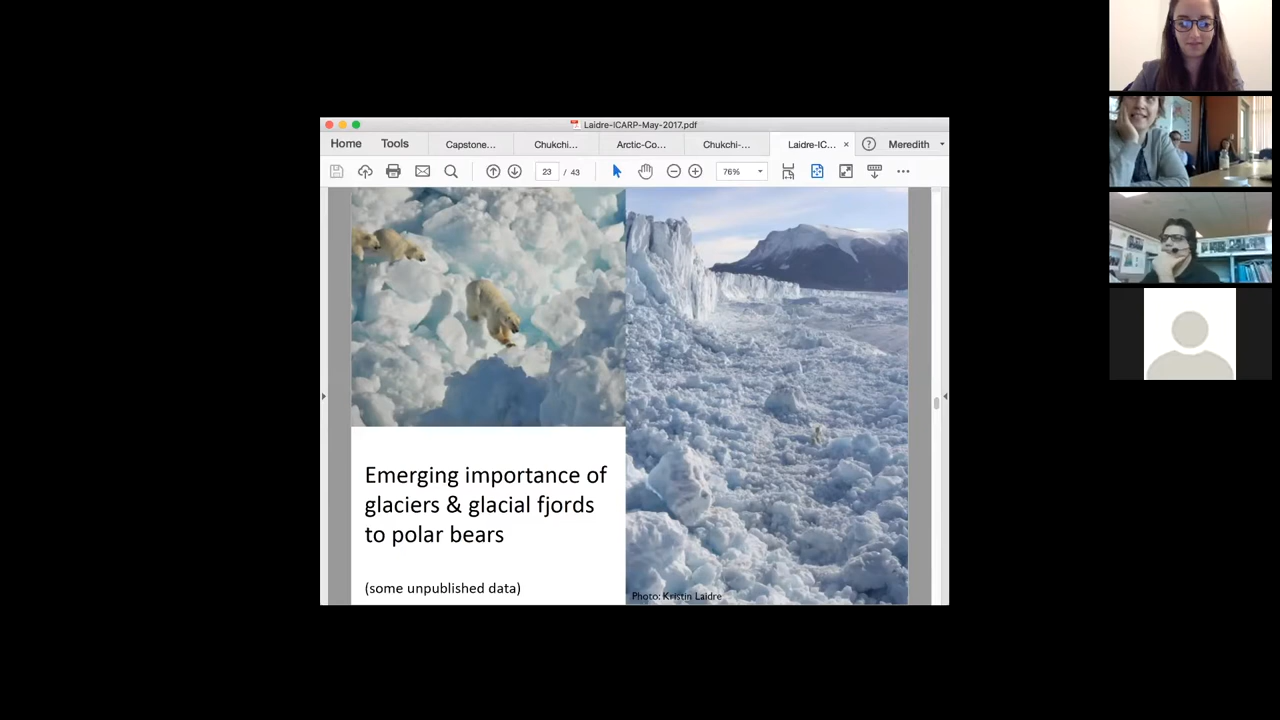 Laidre-ICARP-May-2017.pdf
Home Tools Capstone... Chukchi... Arctic-Co... Chukchi-... Laidre-IC... × ? Meredith
23 / 43 76%
Emerging importance of
glaciers & glacial fjords
to polar bears
(some unpublished data)
Photo: Kristin Laidre